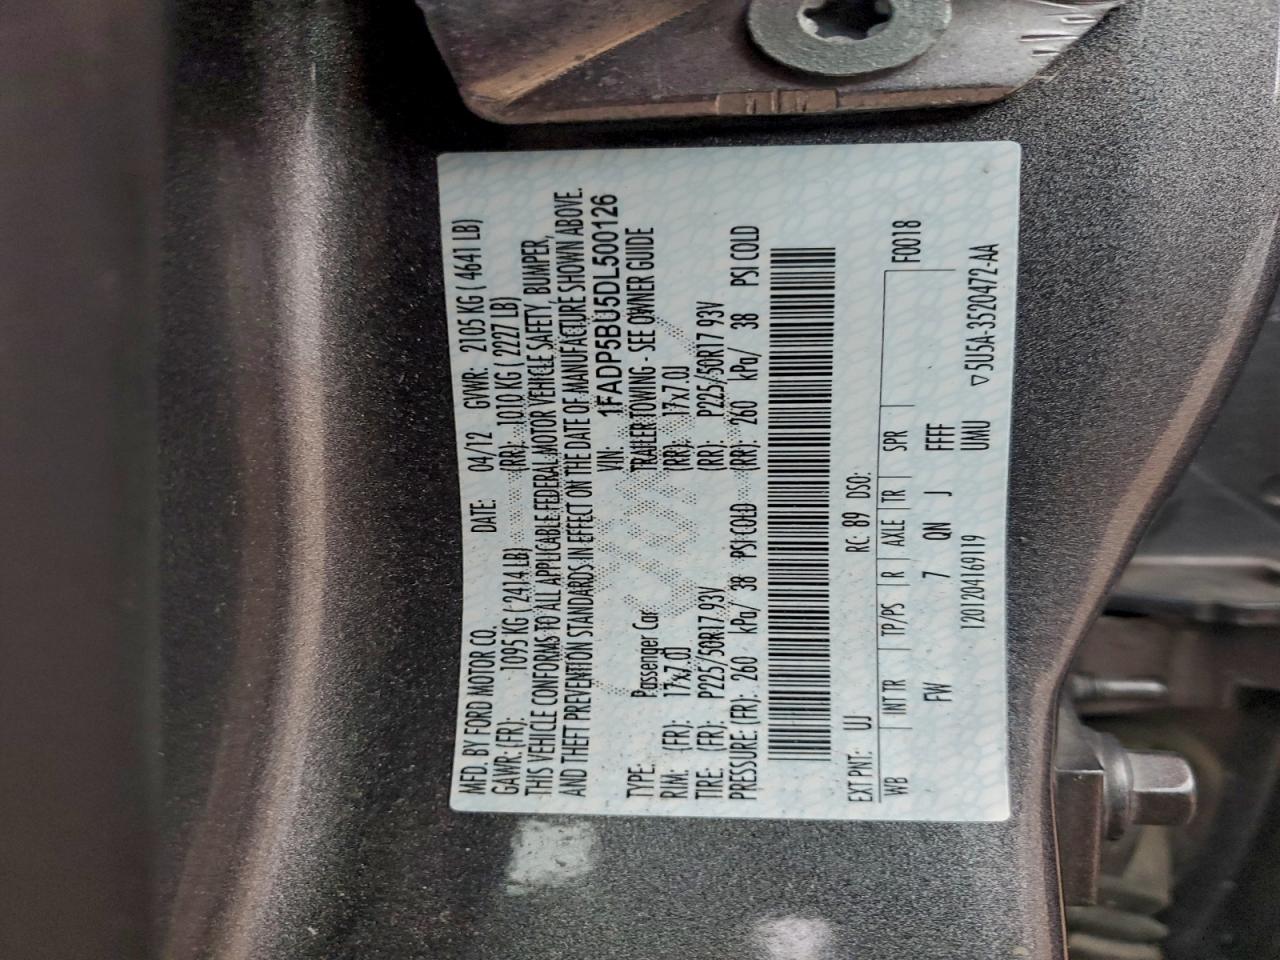 MFD. BY FORD MOTOR CO. DATE: 04/12 GVWR: 2105 KG ( 4641 LB)
GAWR: (FR): 1095 KG ( 2414 LB) (RR): 1010 KG ( 2227 LB)
THIS VEHICLE CONFORMS TO ALL APPLICABLE FEDERAL MOTOR VEHICLE SAFETY, BUMPER,
AND THEFT PREVENTION STANDARDS IN EFFECT ON THE DATE OF MANUFACTURE SHOWN ABOVE.
VIN: 1FADP5BU5DL500126
TYPE: Passenger Car TRAILER TOWING - SEE OWNER GUIDE
RIM: (FR): 17x7.0J (RR): 17x7.0J
TIRE: (FR): P225/50R17 93V (RR): P225/50R17 93V
PRESSURE (FR): 260 kPa/ 38 PSI COLD (RR): 260 kPa/ 38 PSI COLD
EXT PNT: UJ RC: 89 DSO:
WB INT TR TP/PS R AXLE TR SPR F0018
FW 7 QN J FFFF
1201204169119 UMU ▽5U5A-3520472-AA